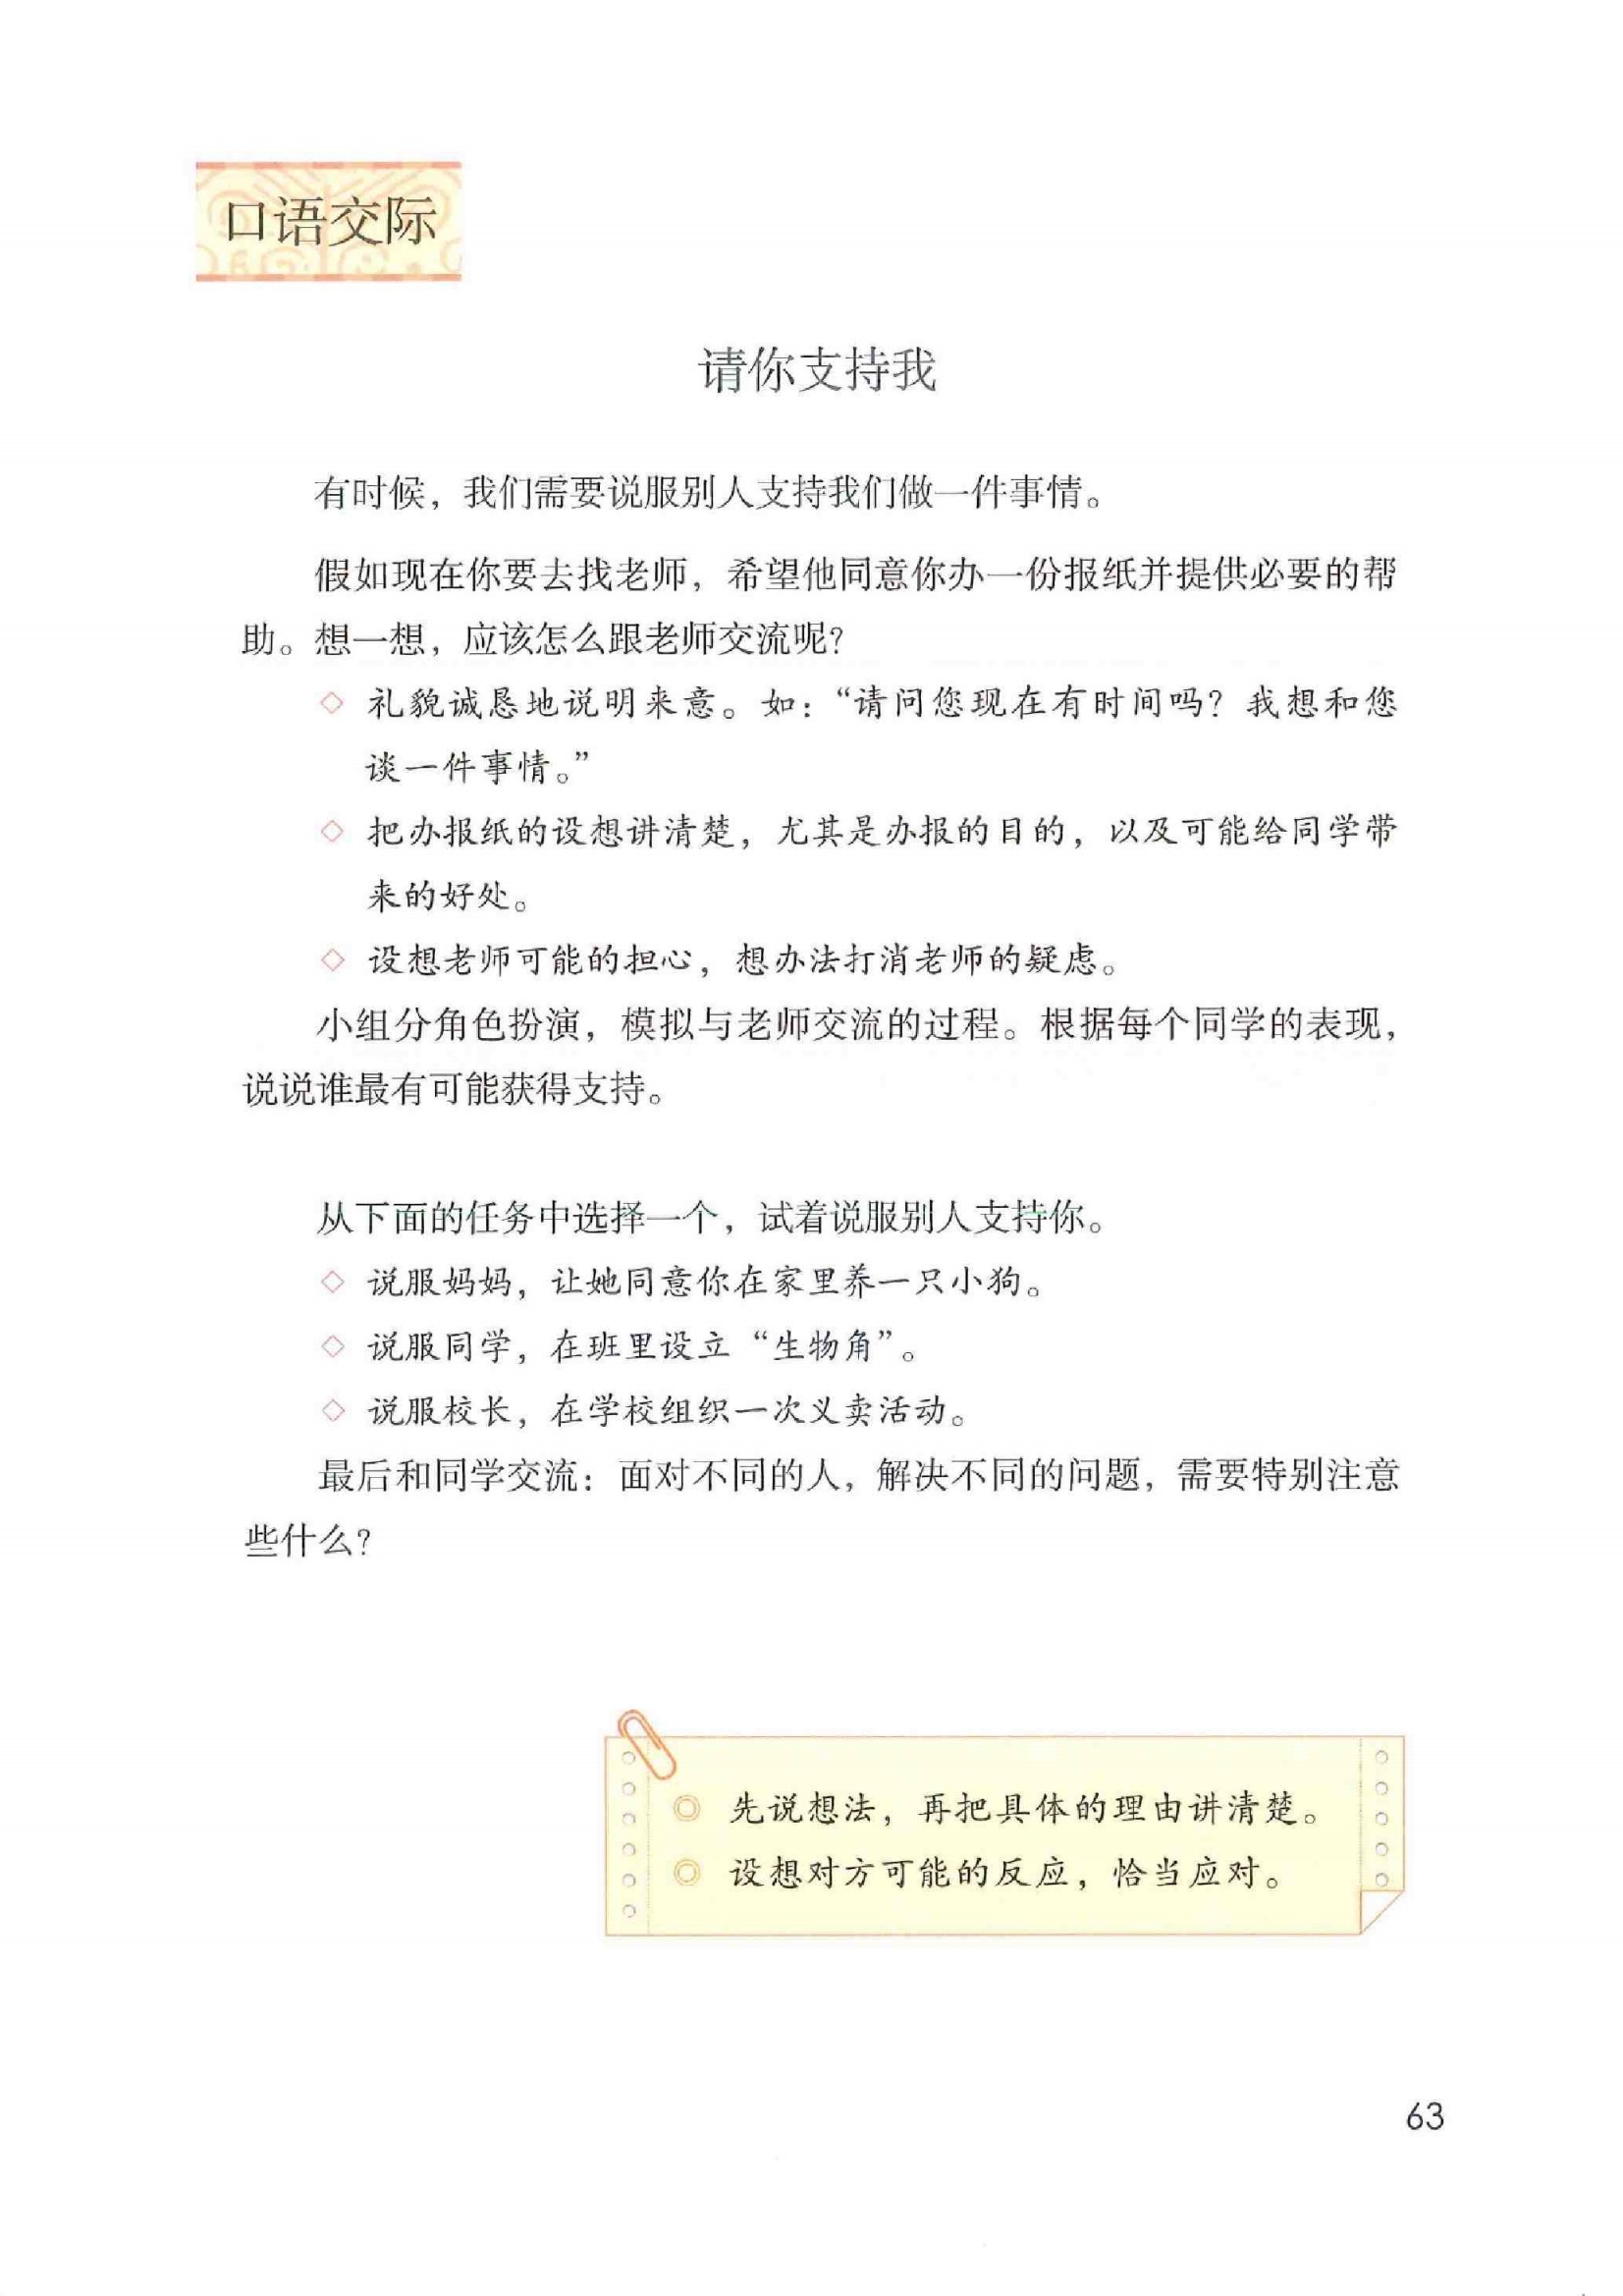 口语交际
请你支持我
有时候，我们需要说服别人支持我们做一件事情。
假如现在你要去找老师，希望他同意你办一份报纸并提供必要的帮
助。想一想，应该怎么跟老师交流呢？
◇ 礼貌诚恳地说明来意。如：“请问您现在有时间吗？我想和您
谈一件事情。”
◇ 把办报纸的设想讲清楚，尤其是办报的目的，以及可能给同学带
来的好处。
◇ 设想老师可能的担心，想办法打消老师的疑虑。
小组分角色扮演，模拟与老师交流的过程。根据每个同学的表现，
说说谁最有可能获得支持。
从下面的任务中选择一个，试着说服别人支持你。
◇ 说服妈妈，让她同意你在家里养一只小狗。
◇ 说服同学，在班里设立“生物角”。
◇ 说服校长，在学校组织一次义卖活动。
最后和同学交流：面对不同的人，解决不同的问题，需要特别注意
些什么？
◎ 先说想法，再把具体的理由讲清楚。
◎ 设想对方可能的反应，恰当应对。
63